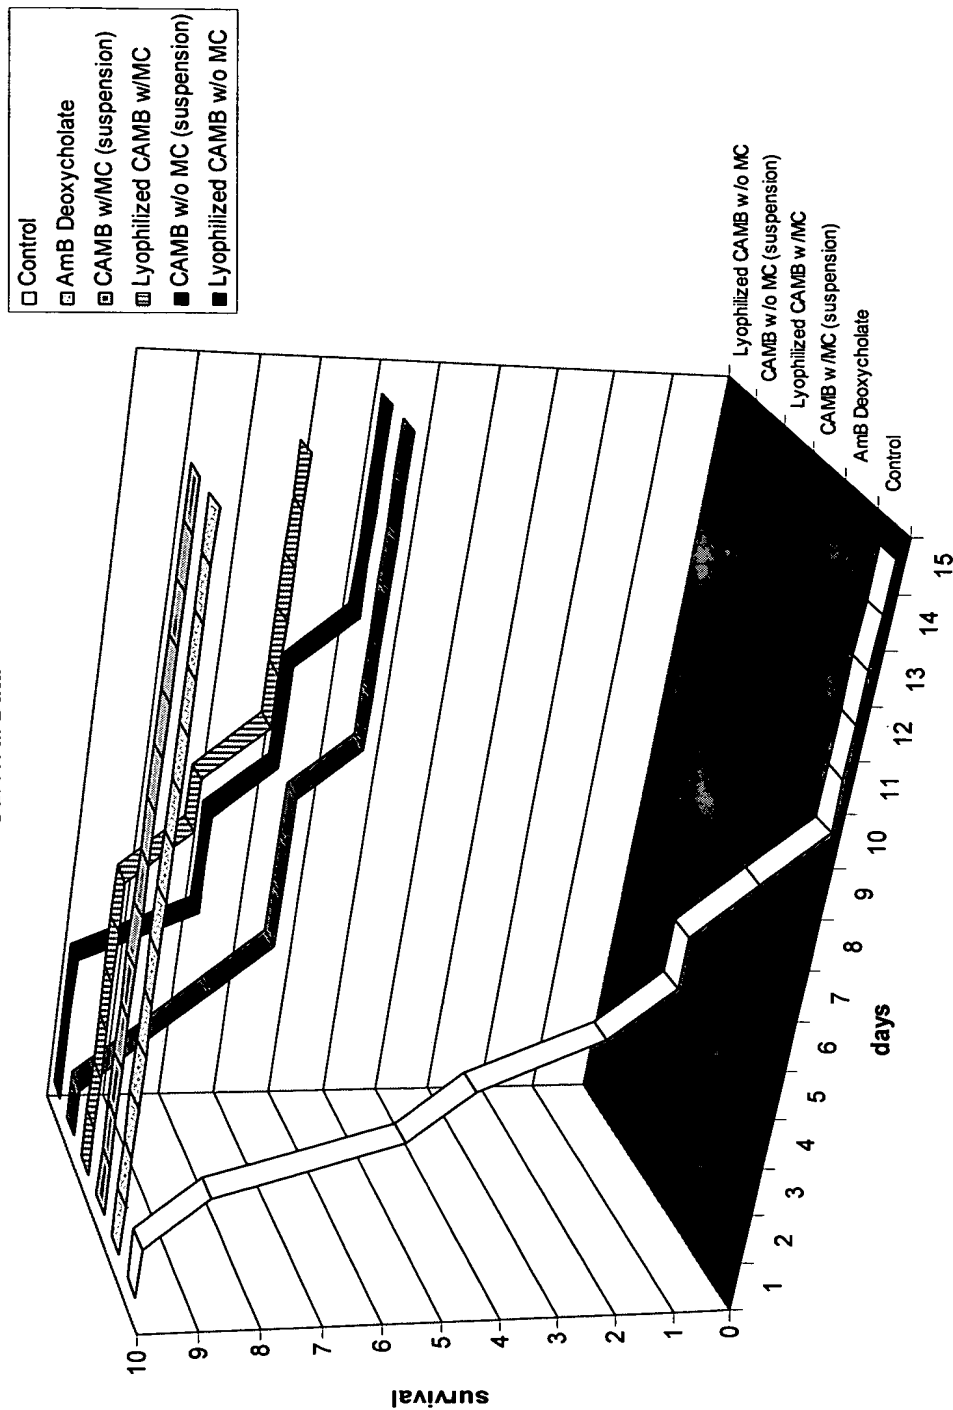 Control
AmB Deoxycholate
CAMB w/MC (suspension)
Lyophilized CAMB w/MC
CAMB w/o MC (suspension)
Lyophilized CAMB w/o MC
survival
10
9
8
7
6
5
4
3
2
1
0
1
2
3
4
5
6
7
8
9
10
11
12
13
14
15
days
Lyophilized CAMB w/o MC
CAMB w/o MC (suspension)
Lyophilized CAMB w/MC
CAMB w/MC (suspension)
AmB Deoxycholate
Control